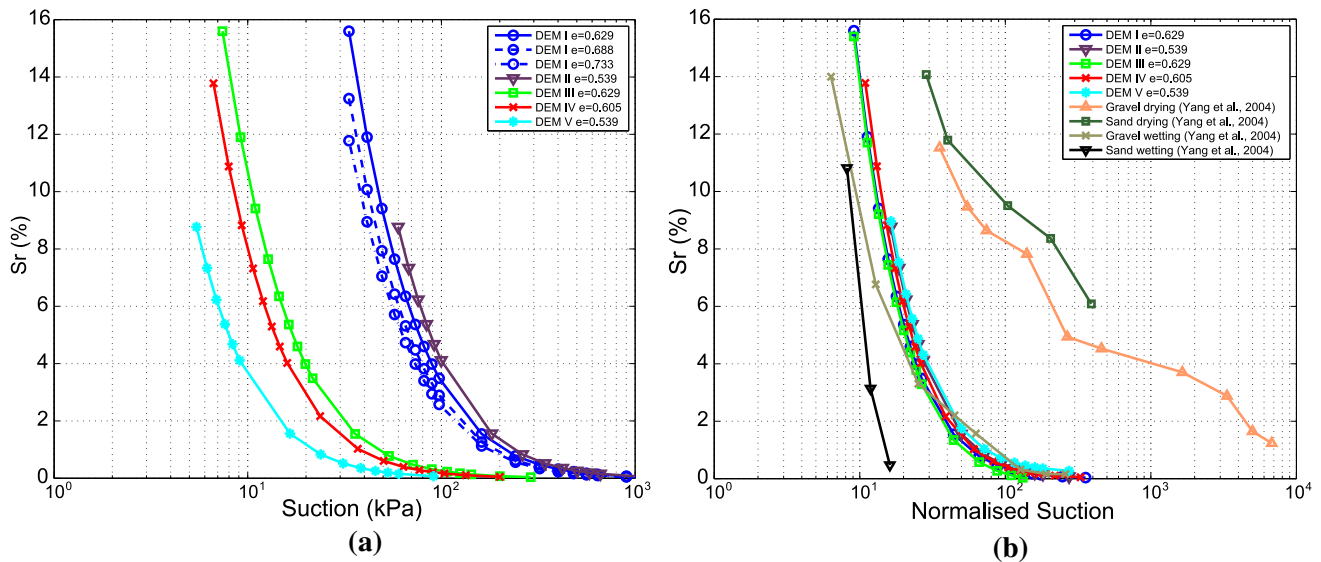 16
14
12
10
8
6
4
2
0
Sr (%)
DEM I e=0.629
DEM I e=0.688
DEM I e=0.733
DEM II e=0.539
DEM III e=0.629
DEM IV e=0.605
DEM V e=0.539
10^0
10^1
10^2
10^3
Suction (kPa)
(a)
16
14
12
10
8
6
4
2
0
Sr (%)
DEM I e=0.629
DEM II e=0.539
DEM III e=0.629
DEM IV e=0.605
DEM V e=0.539
Gravel drying (Yang et al., 2004)
Sand drying (Yang et al., 2004)
Gravel wetting (Yang et al., 2004)
Sand wetting (Yang et al., 2004)
10^0
10^1
10^2
10^3
10^4
Normalised Suction
(b)